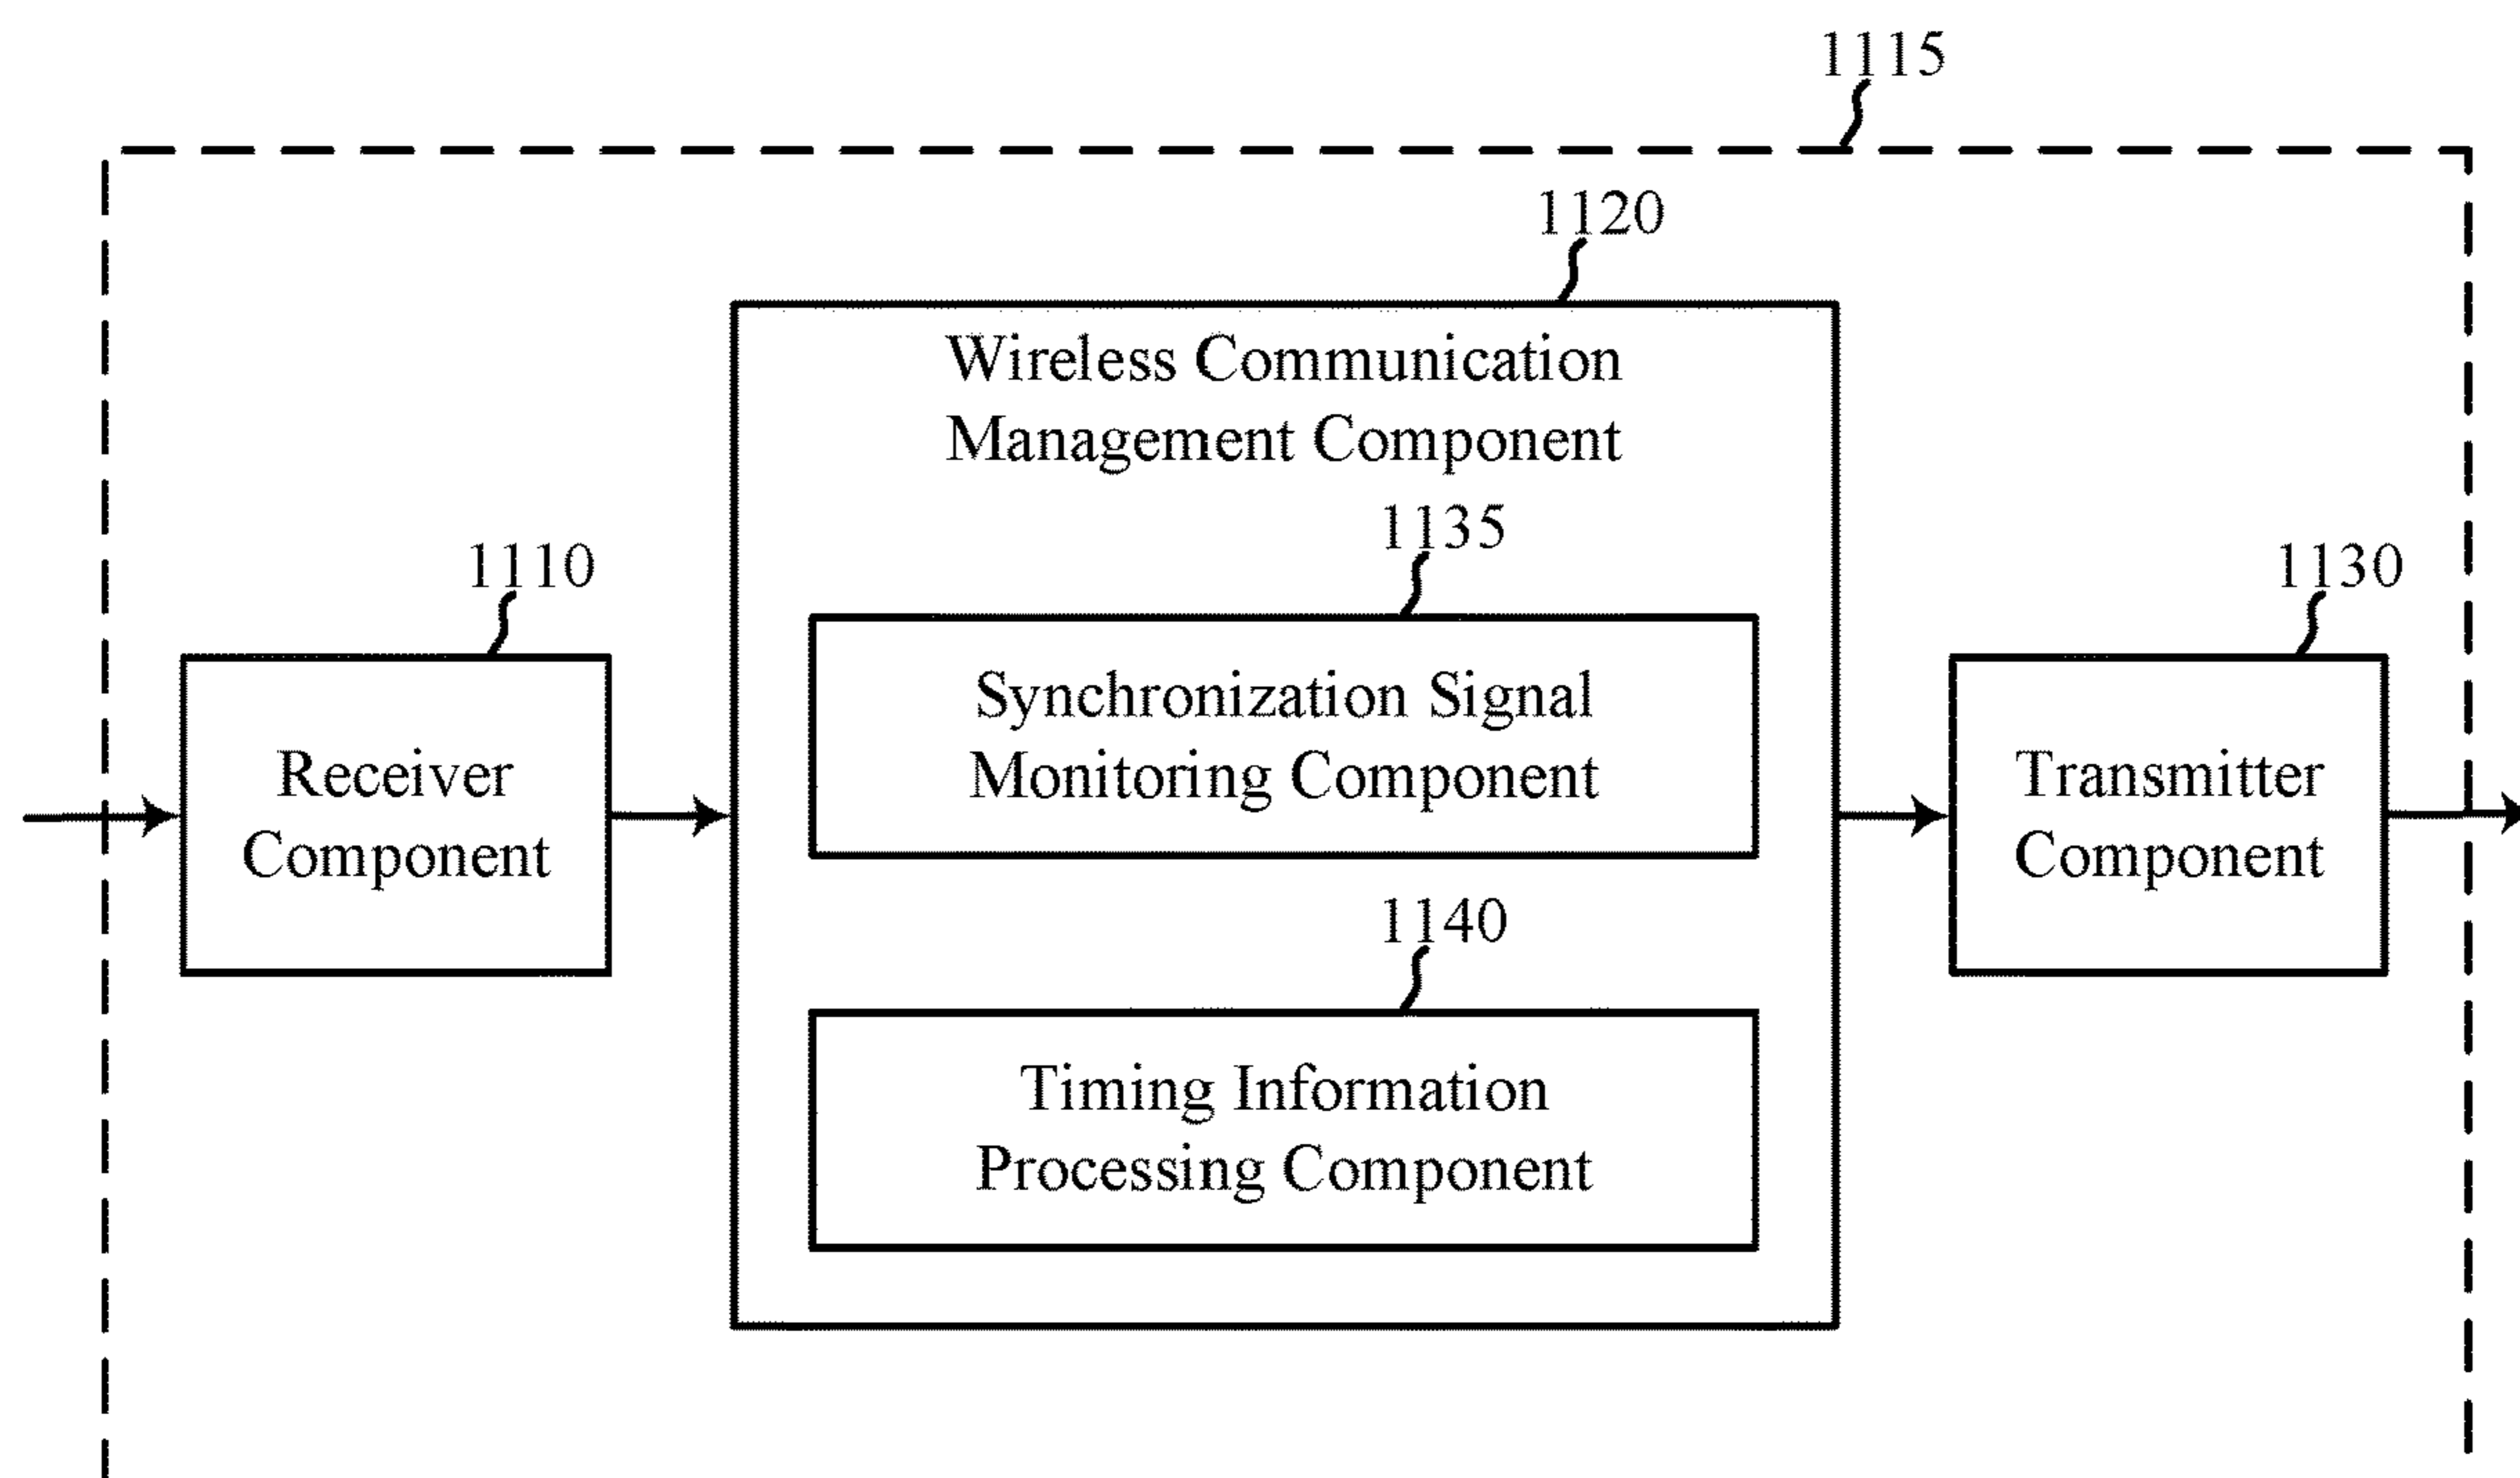 1115
1120
Wireless Communication
Management Component
1135
1110
1130
Synchronization Signal
Monitoring Component
Receiver
Component
Transmitter
Component
1140
Timing Information
Processing Component